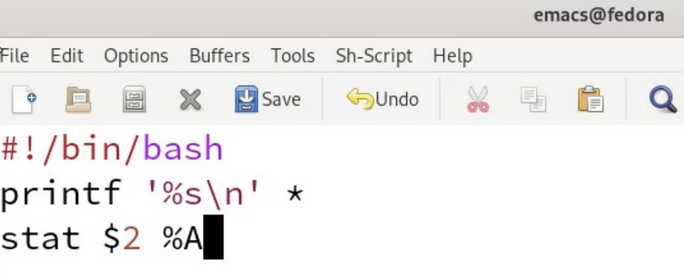 emacs@fedora
File Edit Options Buffers Tools Sh-Script Help
Save Undo
#!/bin/bash
printf '%s\n' *
stat $2 %A